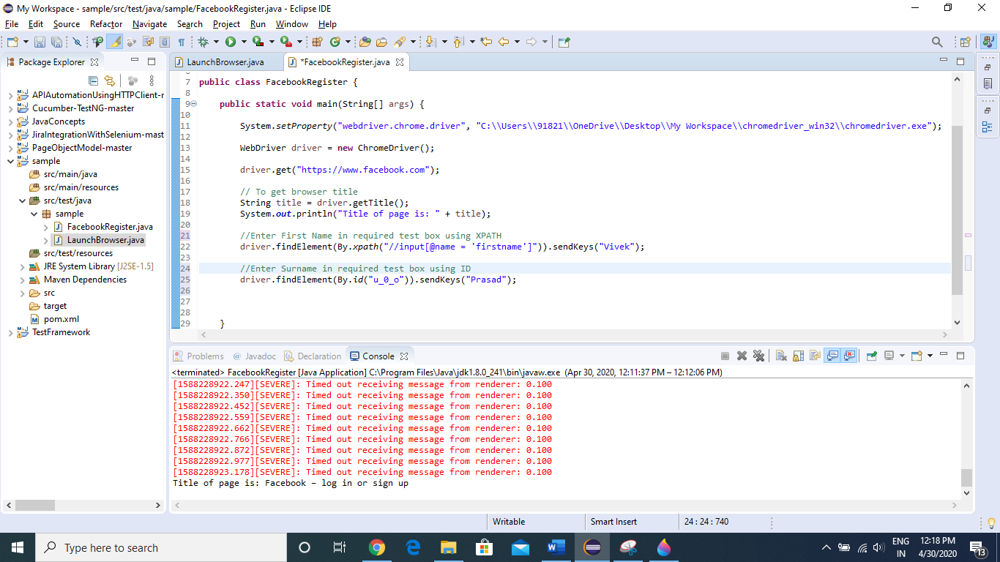 My Workspace - sample/src/test/java/sample/FacebookRegister.java - Eclipse IDE
File Edit Source Refactor Navigate Search Project Run Window Help
Package Explorer
APIAutomationUsingHTTPClient-r
Cucumber-TestNG-master
JavaConcepts
JiraIntegrationWithSelenium-mast
PageObjectModel-master
sample
src/main/java
src/main/resources
src/test/java
sample
FacebookRegister.java
LaunchBrowser.java
src/test/resources
JRE System Library [J2SE-1.5]
Maven Dependencies
src
target
pom.xml
TestFramework
LaunchBrowser.java *FacebookRegister.java
7 public class FacebookRegister {
8
9 public static void main(String[] args) {
10
11 System.setProperty("webdriver.chrome.driver", "C:\\Users\\91821\\OneDrive\\Desktop\\My Workspace\\chromedriver_win32\\chromedriver.exe");
12
13 WebDriver driver = new ChromeDriver();
14
15 driver.get("https://www.facebook.com");
16
17 // To get browser title
18 String title = driver.getTitle();
19 System.out.println("Title of page is: " + title);
20
21 //Enter First Name in required test box using XPATH
22 driver.findElement(By.xpath("//input[@name = 'firstname']")).sendKeys("Vivek");
23
24 //Enter Surname in required test box using ID
25 driver.findElement(By.id("u_0_o")).sendKeys("Prasad");
26
27
28
29 }
Problems @ Javadoc Declaration Console
<terminated> FacebookRegister [Java Application] C:\Program Files\Java\jdk1.8.0_241\bin\javaw.exe (Apr 30, 2020, 12:11:37 PM – 12:12:06 PM)
[1588228922.247][SEVERE]: Timed out receiving message from renderer: 0.100
[1588228922.350][SEVERE]: Timed out receiving message from renderer: 0.100
[1588228922.452][SEVERE]: Timed out receiving message from renderer: 0.100
[1588228922.559][SEVERE]: Timed out receiving message from renderer: 0.100
[1588228922.662][SEVERE]: Timed out receiving message from renderer: 0.100
[1588228922.766][SEVERE]: Timed out receiving message from renderer: 0.100
[1588228922.872][SEVERE]: Timed out receiving message from renderer: 0.100
[1588228922.977][SEVERE]: Timed out receiving message from renderer: 0.100
[1588228923.178][SEVERE]: Timed out receiving message from renderer: 0.100
Title of page is: Facebook – log in or sign up
Writable Smart Insert 24 : 24 : 740
Type here to search
ENG
IN
12:18 PM
4/30/2020
13